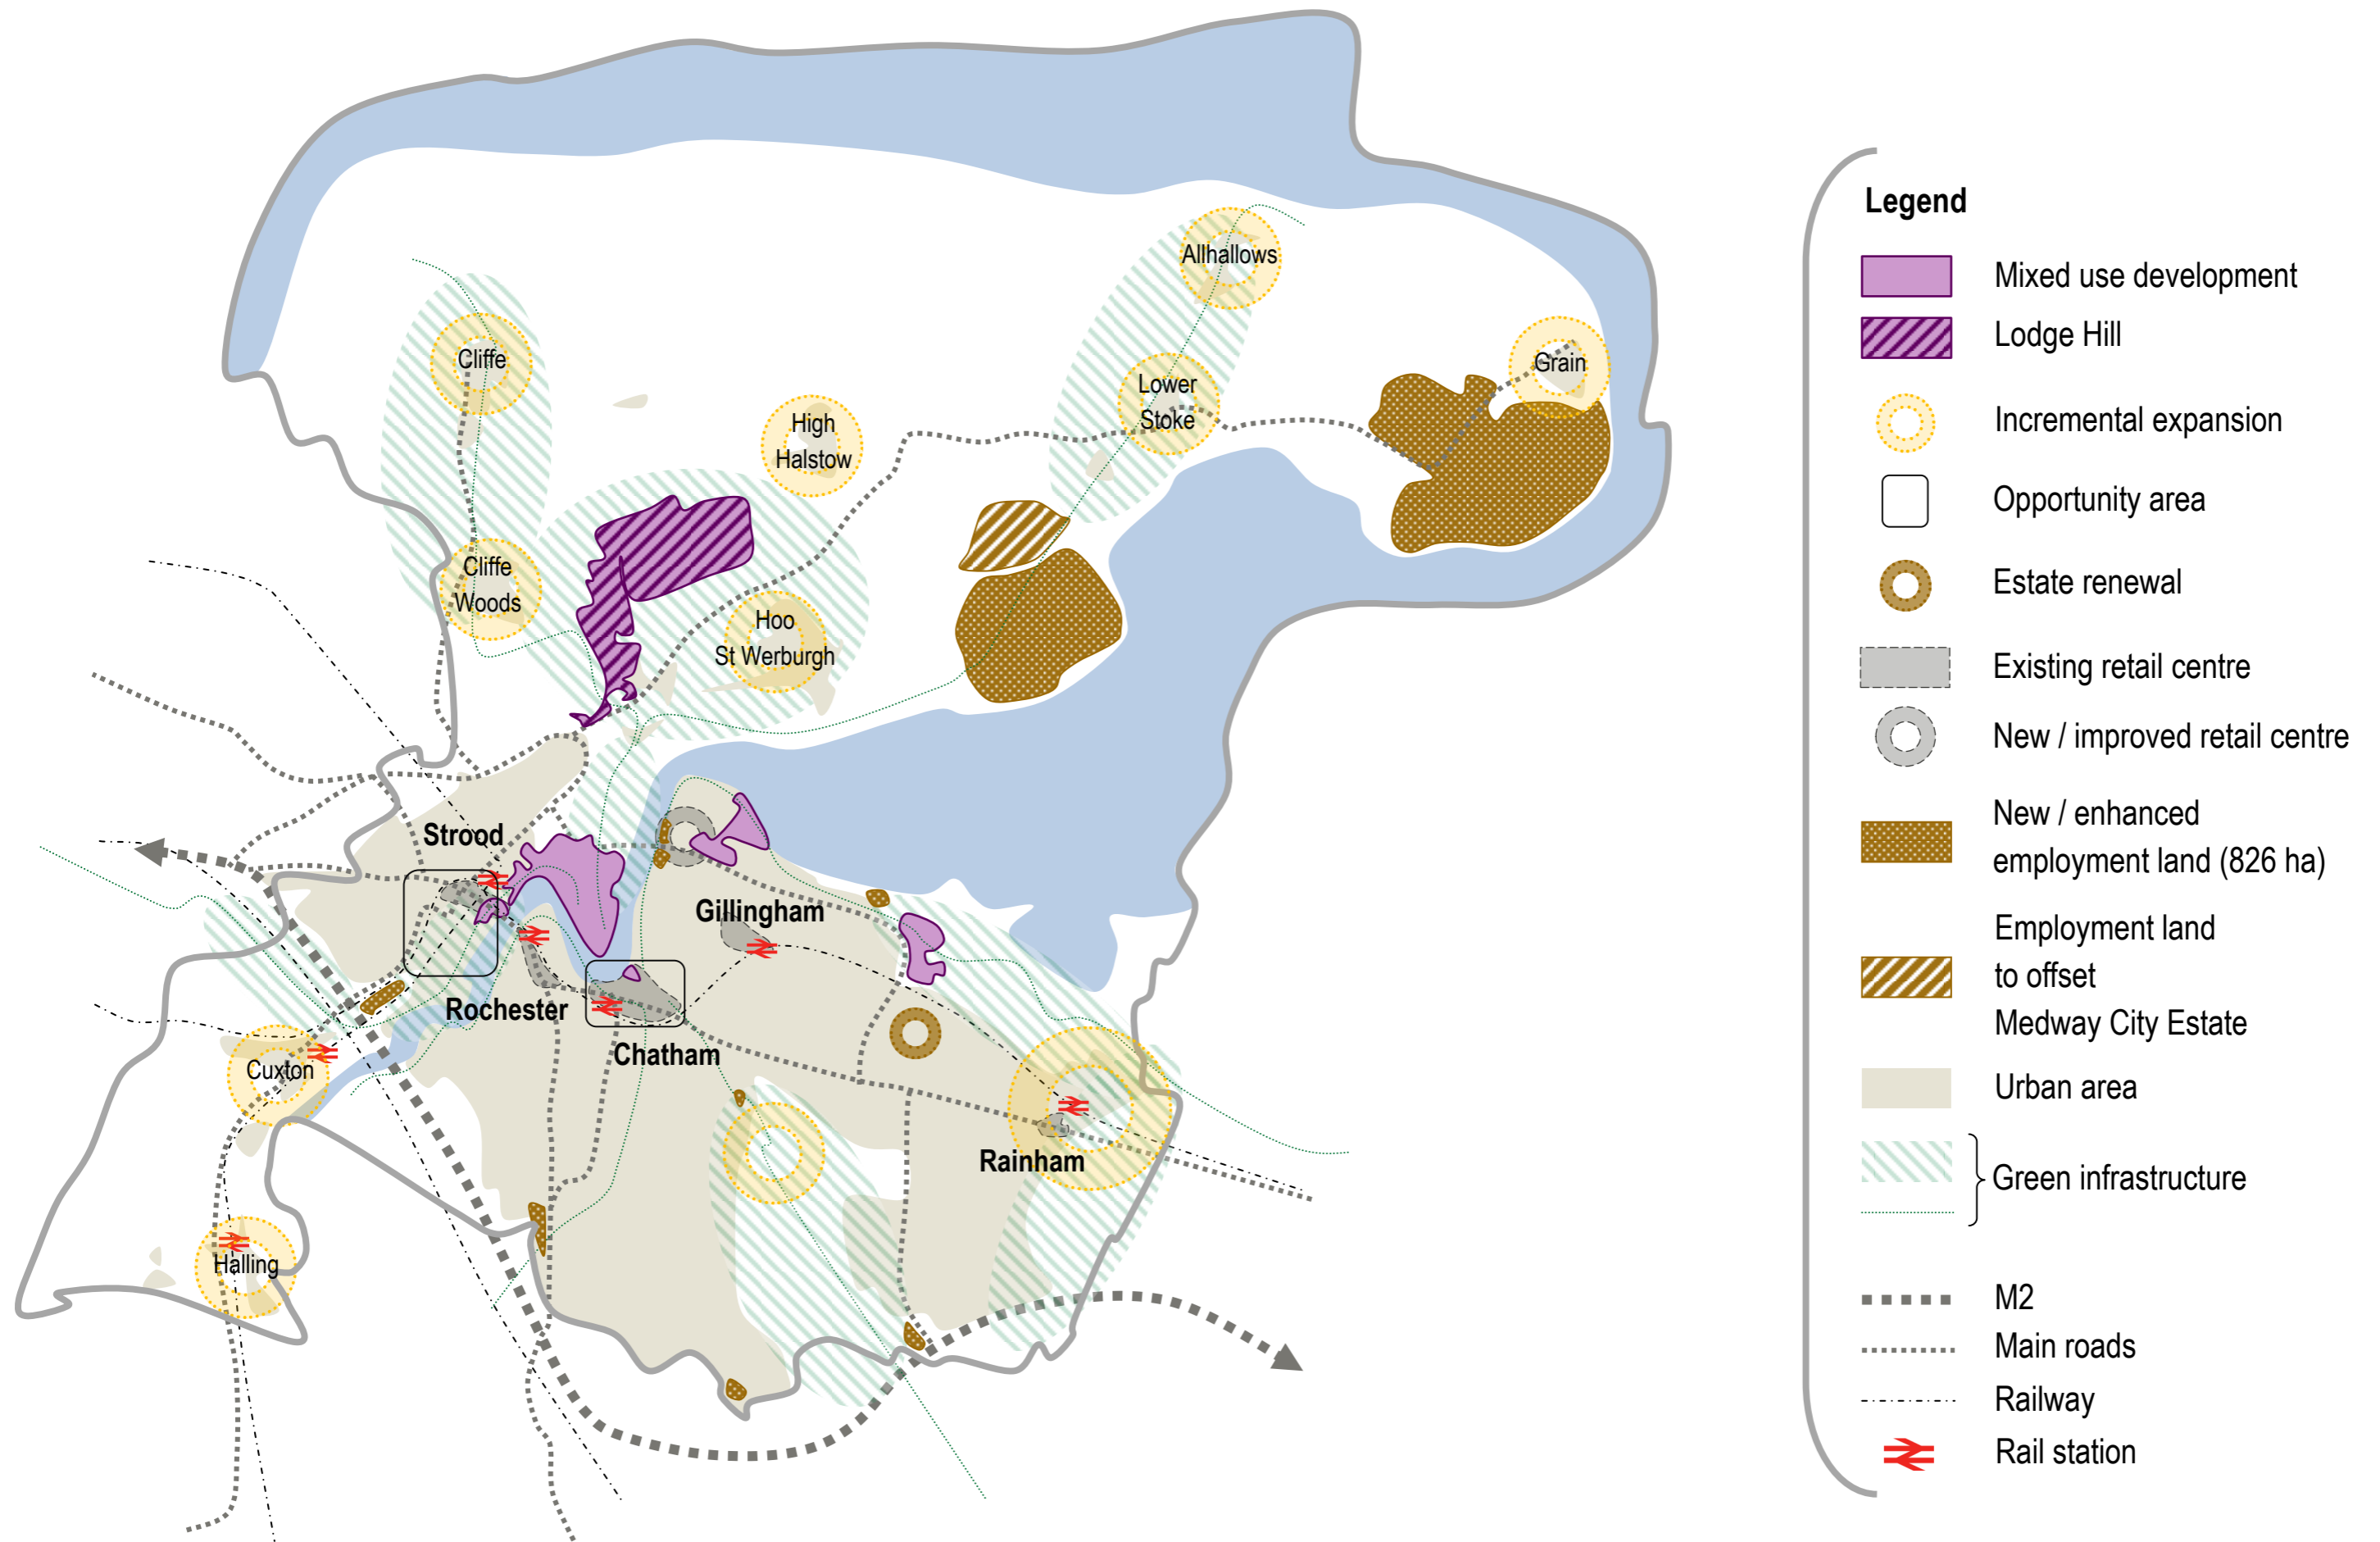 Allhallows
Cliffe
Grain
Lower
Stoke
High
Halstow
Cliffe
Woods
Hoo
St Werburgh
Strood
Gillingham
Rochester
Chatham
Cuxton
Rainham
Halling
Legend
Mixed use development
Lodge Hill
Incremental expansion
Opportunity area
Estate renewal
Existing retail centre
New / improved retail centre
New / enhanced
employment land (826 ha)
Employment land
to offset
Medway City Estate
Urban area
Green infrastructure
M2
Main roads
Railway
Rail station